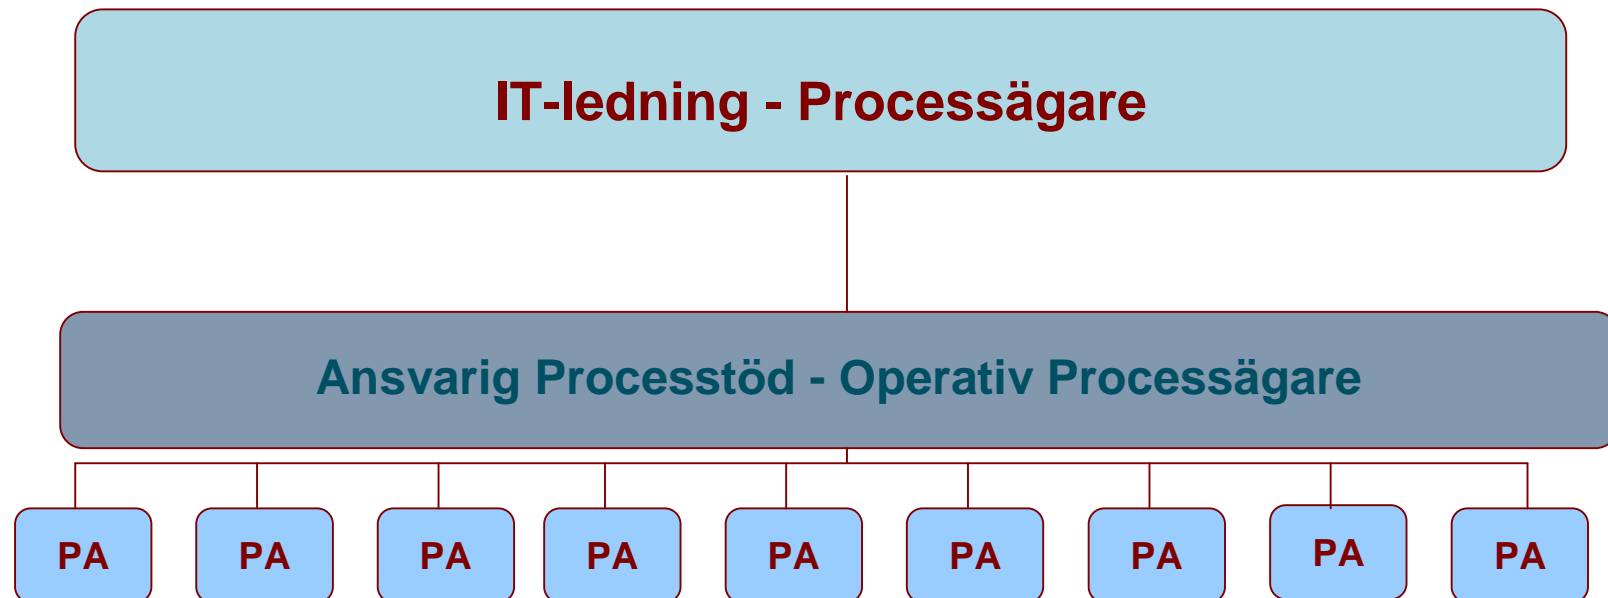 IT-ledning - Processägare
Ansvarig Processtöd - Operativ Processägare
PA PA PA PA PA PA PA PA PA